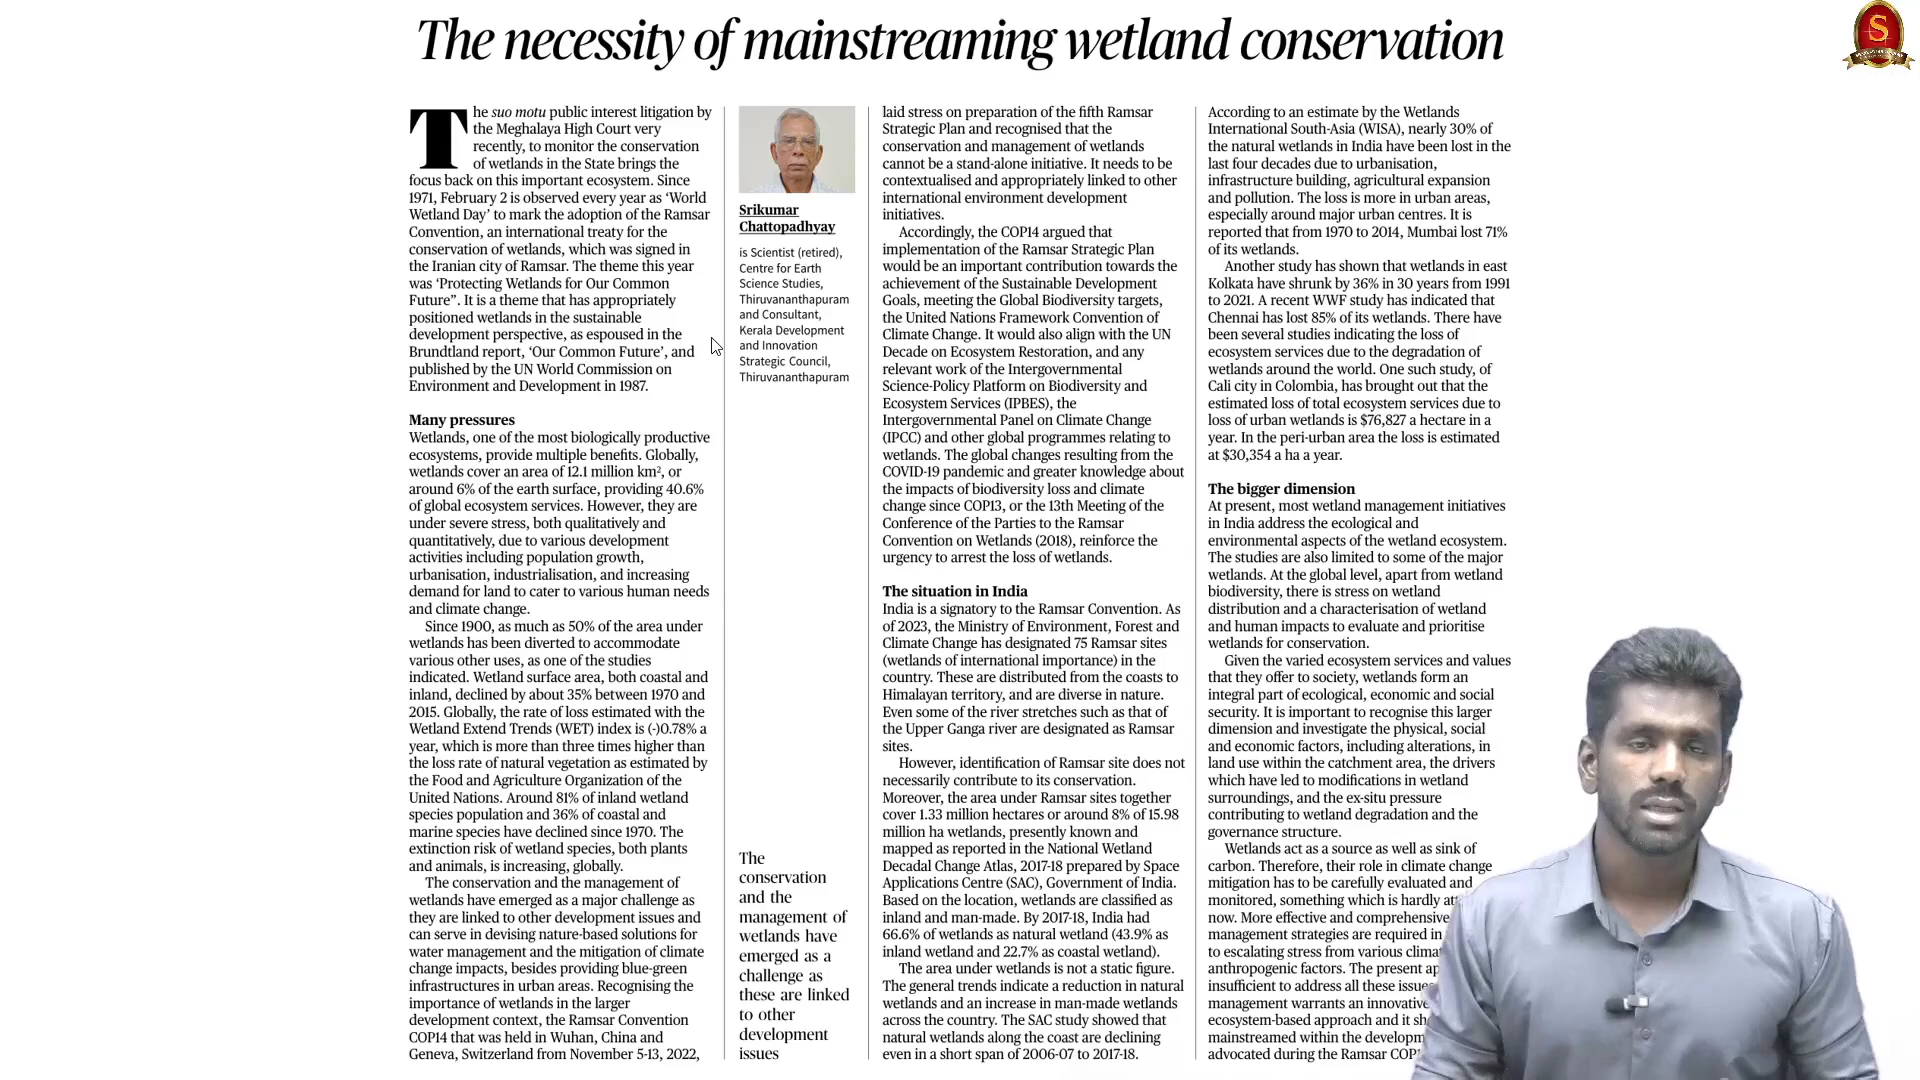 The necessity of mainstreaming wetland conservation
S
The suo motu public interest litigation by
the Meghalaya High Court very
recently, to monitor the conservation
of wetlands in the State brings the
focus back on this important ecosystem. Since
1971, February 2 is observed every year as ‘World
Wetland Day’ to mark the adoption of the Ramsar
Convention, an international treaty for the
conservation of wetlands, which was signed in
the Iranian city of Ramsar. The theme this year
was ‘Protecting Wetlands for Our Common
Future”. It is a theme that has appropriately
positioned wetlands in the sustainable
development perspective, as espoused in the
Brundtland report, ‘Our Common Future’, and
published by the UN World Commission on
Environment and Development in 1987.
Many pressures
Wetlands, one of the most biologically productive
ecosystems, provide multiple benefits. Globally,
wetlands cover an area of 12.1 million km², or
around 6% of the earth surface, providing 40.6%
of global ecosystem services. However, they are
under severe stress, both qualitatively and
quantitatively, due to various development
activities including population growth,
urbanisation, industrialisation, and increasing
demand for land to cater to various human needs
and climate change.
Since 1900, as much as 50% of the area under
wetlands has been diverted to accommodate
various other uses, as one of the studies
indicated. Wetland surface area, both coastal and
inland, declined by about 35% between 1970 and
2015. Globally, the rate of loss estimated with the
Wetland Extend Trends (WET) index is (-)0.78% a
year, which is more than three times higher than
the loss rate of natural vegetation as estimated by
the Food and Agriculture Organization of the
United Nations. Around 81% of inland wetland
species population and 36% of coastal and
marine species have declined since 1970. The
extinction risk of wetland species, both plants
and animals, is increasing, globally.
The conservation and the management of
wetlands have emerged as a major challenge as
they are linked to other development issues and
can serve in devising nature-based solutions for
water management and the mitigation of climate
change impacts, besides providing blue-green
infrastructures in urban areas. Recognising the
importance of wetlands in the larger
development context, the Ramsar Convention
COP14 that was held in Wuhan, China and
Geneva, Switzerland from November 5-13, 2022,
Srikumar
Chattopadhyay
is Scientist (retired),
Centre for Earth
Science Studies,
Thiruvananthapuram
and Consultant,
Kerala Development
and Innovation
Strategic Council,
Thiruvananthapuram
The
conservation
and the
management of
wetlands have
emerged as a
challenge as
these are linked
to other
development
issues
laid stress on preparation of the fifth Ramsar
Strategic Plan and recognised that the
conservation and management of wetlands
cannot be a stand-alone initiative. It needs to be
contextualised and appropriately linked to other
international environment development
initiatives.
Accordingly, the COP14 argued that
implementation of the Ramsar Strategic Plan
would be an important contribution towards the
achievement of the Sustainable Development
Goals, meeting the Global Biodiversity targets,
the United Nations Framework Convention of
Climate Change. It would also align with the UN
Decade on Ecosystem Restoration, and any
relevant work of the Intergovernmental
Science-Policy Platform on Biodiversity and
Ecosystem Services (IPBES), the
Intergovernmental Panel on Climate Change
(IPCC) and other global programmes relating to
wetlands. The global changes resulting from the
COVID-19 pandemic and greater knowledge about
the impacts of biodiversity loss and climate
change since COP13, or the 13th Meeting of the
Conference of the Parties to the Ramsar
Convention on Wetlands (2018), reinforce the
urgency to arrest the loss of wetlands.
The situation in India
India is a signatory to the Ramsar Convention. As
of 2023, the Ministry of Environment, Forest and
Climate Change has designated 75 Ramsar sites
(wetlands of international importance) in the
country. These are distributed from the coasts to
Himalayan territory, and are diverse in nature.
Even some of the river stretches such as that of
the Upper Ganga river are designated as Ramsar
sites.
However, identification of Ramsar site does not
necessarily contribute to its conservation.
Moreover, the area under Ramsar sites together
cover 1.33 million hectares or around 8% of 15.98
million ha wetlands, presently known and
mapped as reported in the National Wetland
Decadal Change Atlas, 2017-18 prepared by Space
Applications Centre (SAC), Government of India.
Based on the location, wetlands are classified as
inland and man-made. By 2017-18, India had
66.6% of wetlands as natural wetland (43.9% as
inland wetland and 22.7% as coastal wetland).
The area under wetlands is not a static figure.
The general trends indicate a reduction in natural
wetlands and an increase in man-made wetlands
across the country. The SAC study showed that
natural wetlands along the coast are declining
even in a short span of 2006-07 to 2017-18.
According to an estimate by the Wetlands
International South-Asia (WISA), nearly 30% of
the natural wetlands in India have been lost in the
last four decades due to urbanisation,
infrastructure building, agricultural expansion
and pollution. The loss is more in urban areas,
especially around major urban centres. It is
reported that from 1970 to 2014, Mumbai lost 71%
of its wetlands.
Another study has shown that wetlands in east
Kolkata have shrunk by 36% in 30 years from 1991
to 2021. A recent WWF study has indicated that
Chennai has lost 85% of its wetlands. There have
been several studies indicating the loss of
ecosystem services due to the degradation of
wetlands around the world. One such study, of
Cali city in Colombia, has brought out that the
estimated loss of total ecosystem services due to
loss of urban wetlands is $76,827 a hectare in a
year. In the peri-urban area the loss is estimated
at $30,354 a ha a year.
The bigger dimension
At present, most wetland management initiatives
in India address the ecological and
environmental aspects of the wetland ecosystem.
The studies are also limited to some of the major
wetlands. At the global level, apart from wetland
biodiversity, there is stress on wetland
distribution and a characterisation of wetland
and human impacts to evaluate and prioritise
wetlands for conservation.
Given the varied ecosystem services and values
that they offer to society, wetlands form an
integral part of ecological, economic and social
security. It is important to recognise this larger
dimension and investigate the physical, social
and economic factors, including alterations, in
land use within the catchment area, the drivers
which have led to modifications in wetland
surroundings, and the ex-situ pressure
contributing to wetland degradation and the
governance structure.
Wetlands act as a source as well as sink of
carbon. Therefore, their role in climate change
mitigation has to be carefully evaluated and
monitored, something which is hardly
now. More effective and comprehensive
management strategies are required in
to escalating stress from various
anthropogenic factors. The present
insufficient to address all these
management warrants an innovative
ecosystem-based approach and it
mainstreamed within the
advocated during the Ramsar